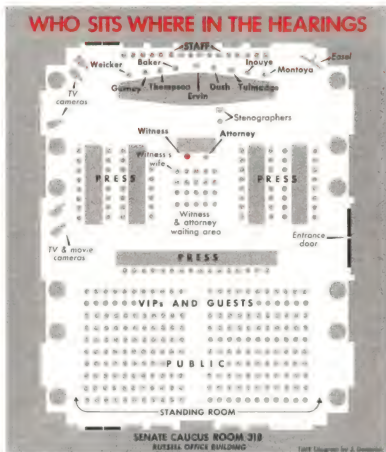 WHO SITS WHERE IN THE HEARINGS
STAFF
Weicker
Baker
Inouye
Easel
Montoya
Gurney
Thompson
Ervin
Dash
Talmadge
TV
cameras
Stenographers
Witness
Attorney
Witness's
wife
PRESS
PRESS
Witness
& attorney
waiting area
Entrance
door
TV & movie
cameras
PRESS
VIPs AND GUESTS
PUBLIC
STANDING ROOM
SENATE CAUCUS ROOM 318
RUSSELL OFFICE BUILDING
Diagram by J.